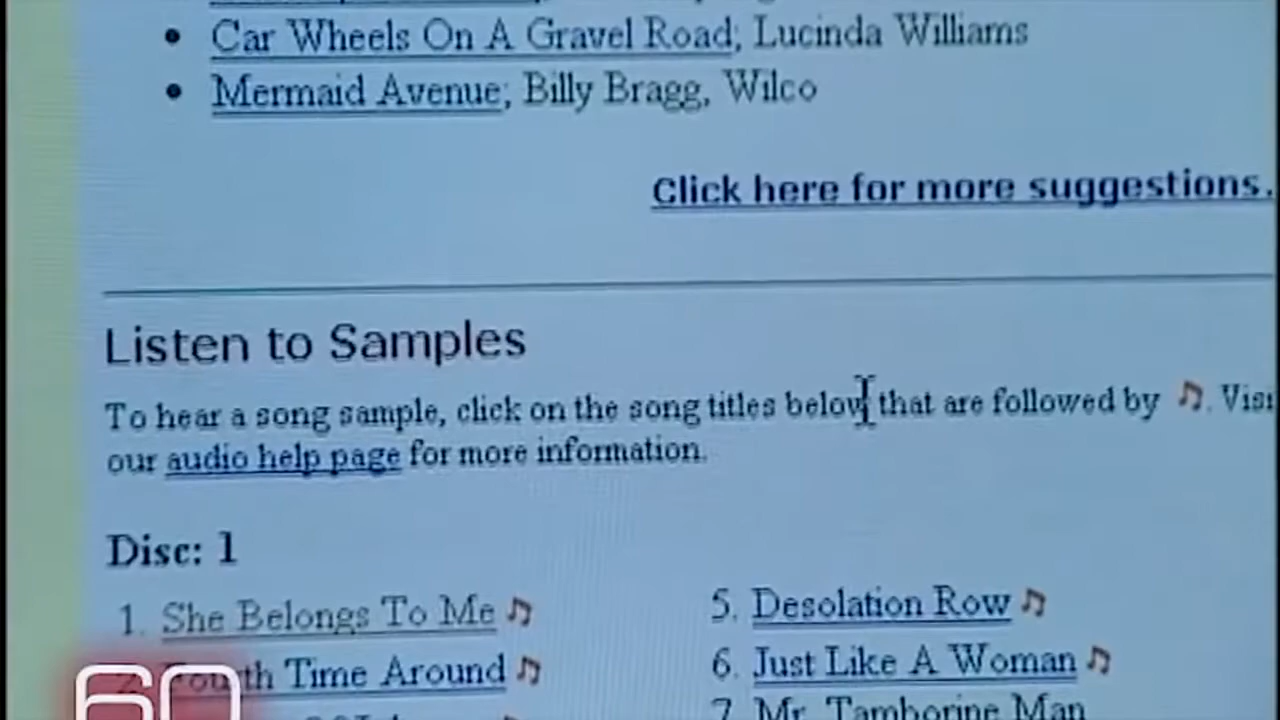 Car Wheels On A Gravel Road; Lucinda Williams
Mermaid Avenue; Billy Bragg, Wilco
Click here for more suggestions.
Listen to Samples
To hear a song sample, click on the song titles below that are followed by ♫. Visi
our audio help page for more information.
Disc: 1
1. She Belongs To Me ♫
2. Fourth Time Around ♫
5. Desolation Row ♫
6. Just Like A Woman ♫
7. Mr. Tamborine Man
60